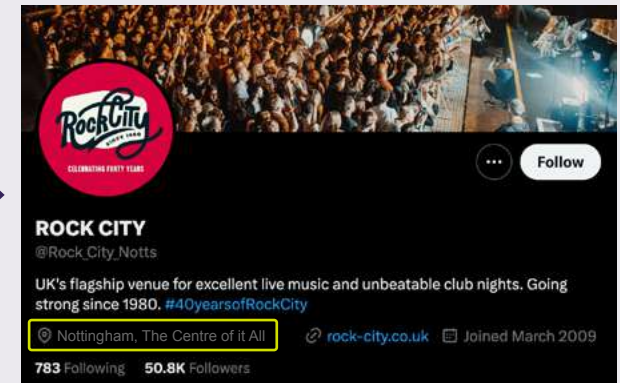 RockCity
SINCE 1980
CELEBRATING FORTY YEARS
Follow
ROCK CITY
@Rock_City_Notts
UK's flagship venue for excellent live music and unbeatable club nights. Going
strong since 1980. #40yearsofRockCity
Nottingham, The Centre of it All rock-city.co.uk Joined March 2009
783 Following 50.8K Followers